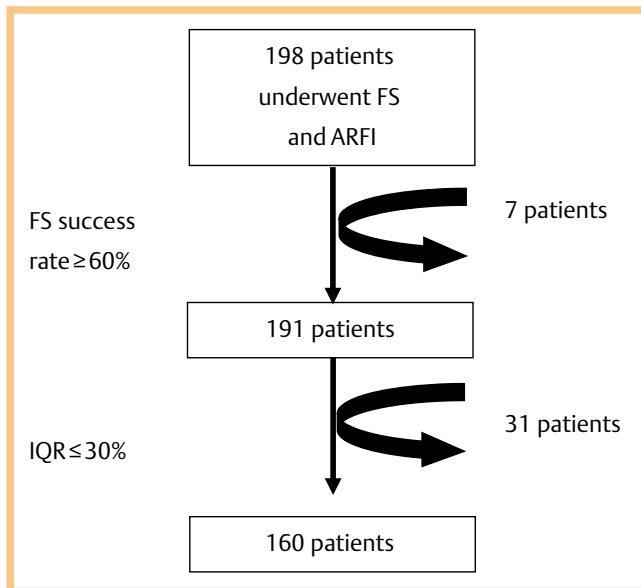 198 patients
underwent FS
and ARFI
FS success
rate ≥ 60%
7 patients
191 patients
IQR ≤ 30%
31 patients
160 patients